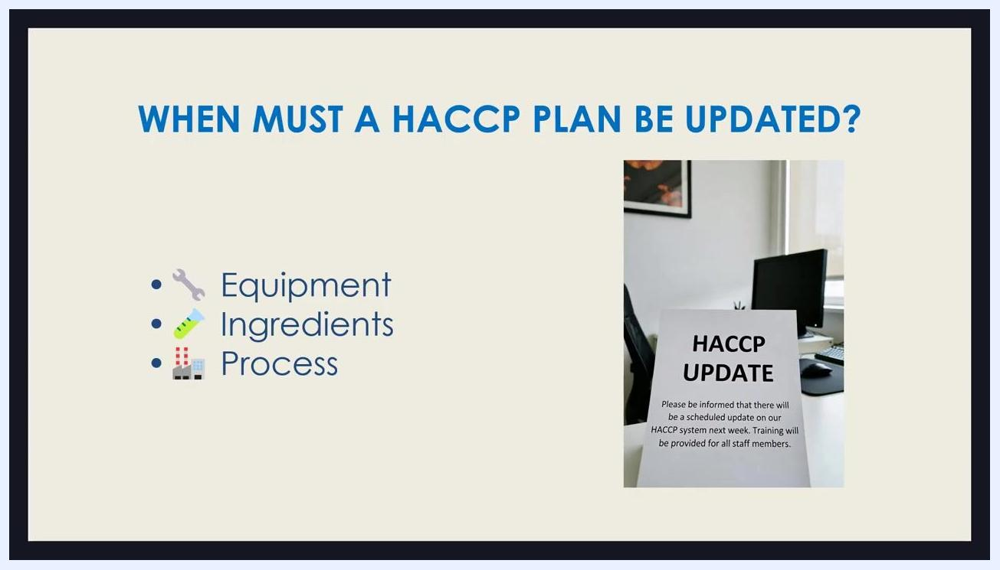 WHEN MUST A HACCP PLAN BE UPDATED?
• 🔧 Equipment
• 🧪 Ingredients
• 🏭 Process
HACCP
UPDATE
Please be informed that there will
be a scheduled update on our
HACCP system next week. Training will
be provided for all staff members.